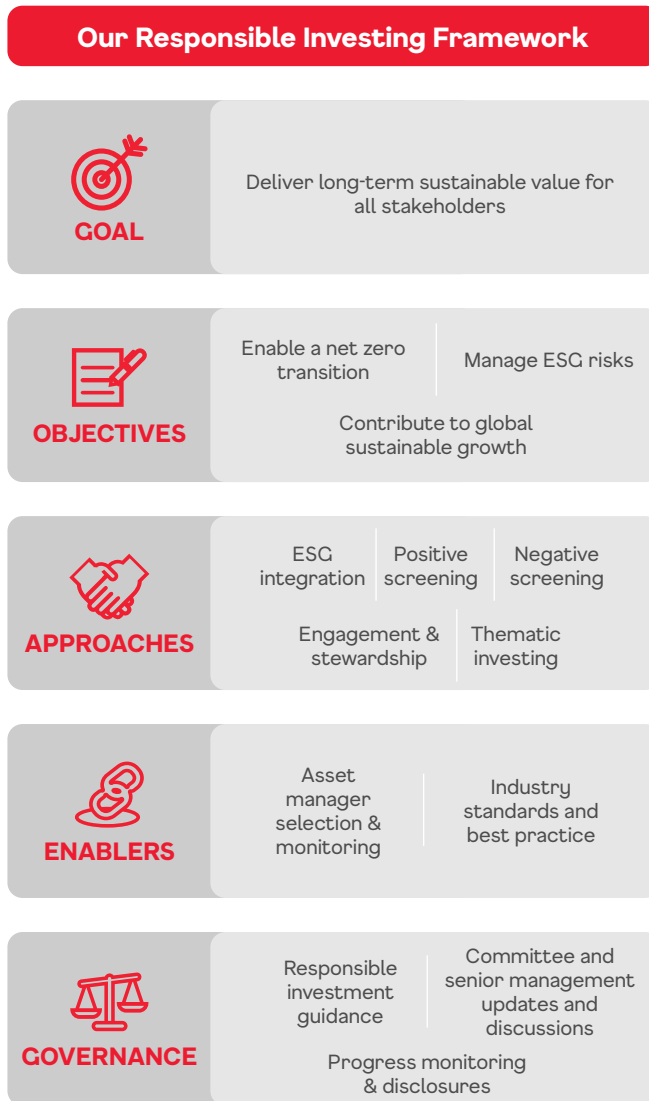 Our Responsible Investing Framework
GOAL
Deliver long-term sustainable value for
all stakeholders
OBJECTIVES
Enable a net zero
transition
Manage ESG risks
Contribute to global
sustainable growth
APPROACHES
ESG
integration
Positive
screening
Negative
screening
Engagement &
stewardship
Thematic
investing
ENABLERS
Asset
manager
selection &
monitoring
Industry
standards and
best practice
GOVERNANCE
Responsible
investment
guidance
Committee and
senior management
updates and
discussions
Progress monitoring
& disclosures